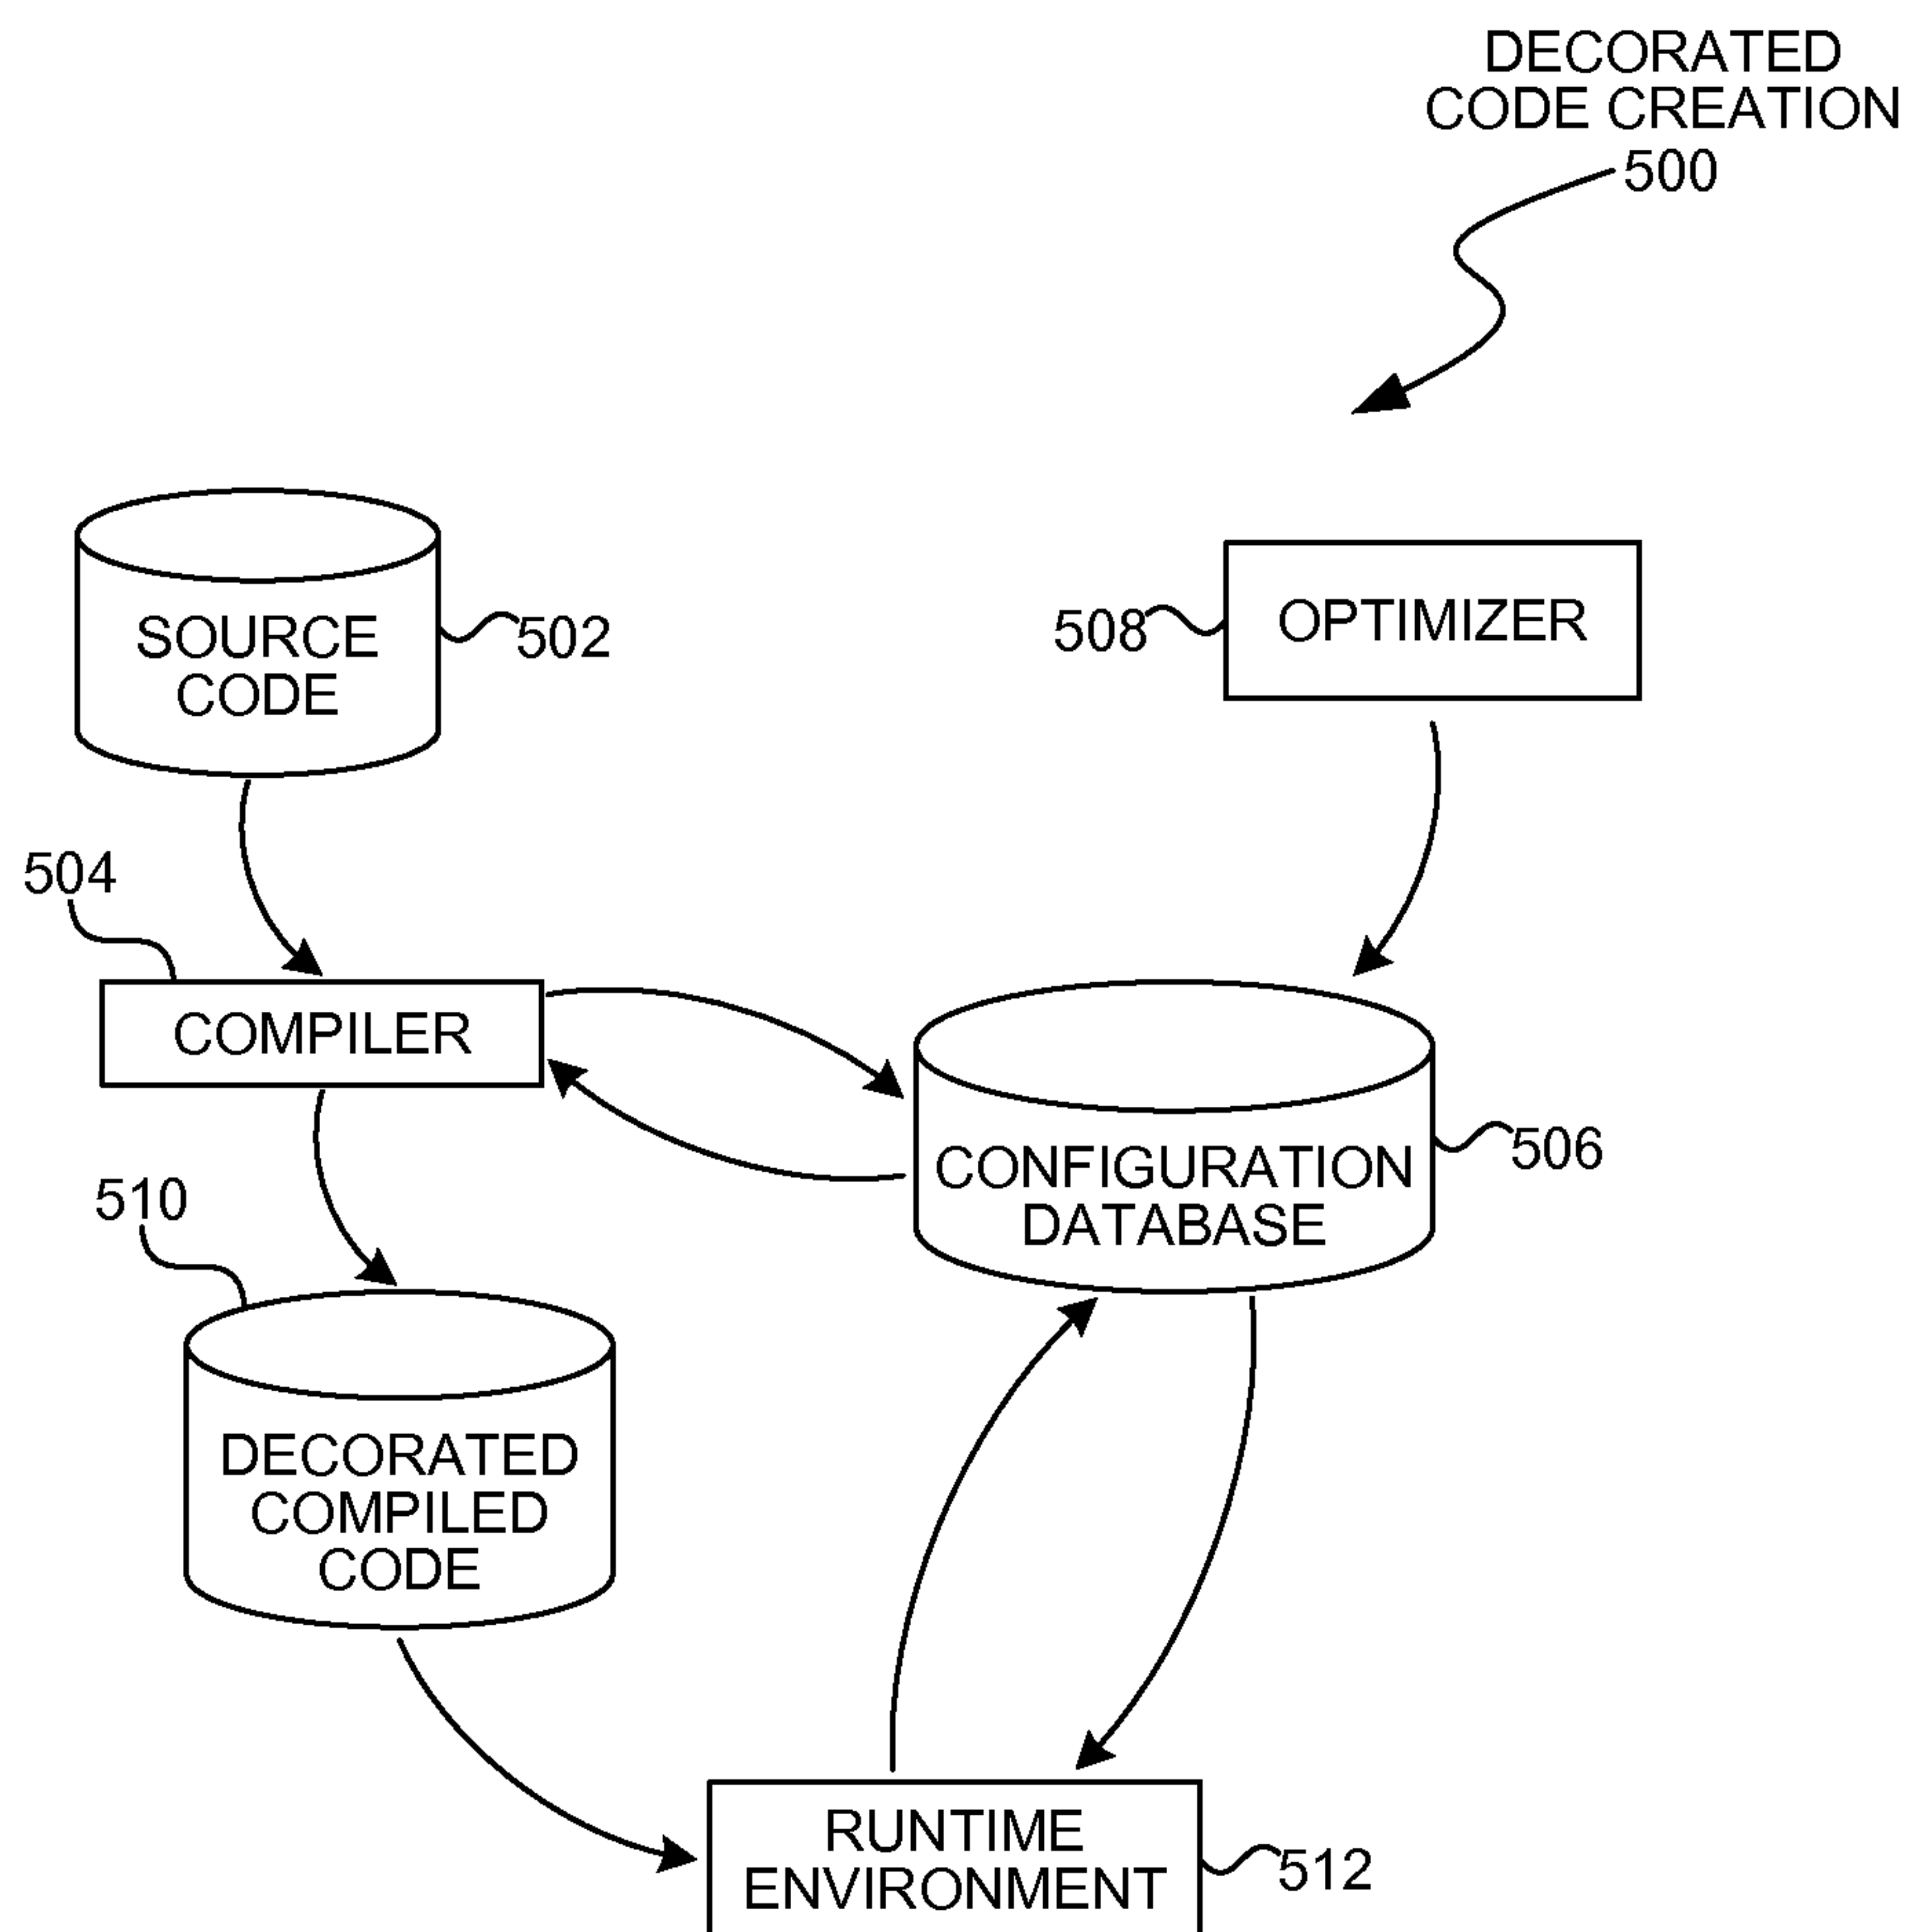 DECORATED
CODE CREATION
500
SOURCE
CODE
502
508
OPTIMIZER
504
COMPILER
506
CONFIGURATION
DATABASE
510
DECORATED
COMPILED
CODE
RUNTIME
ENVIRONMENT
512